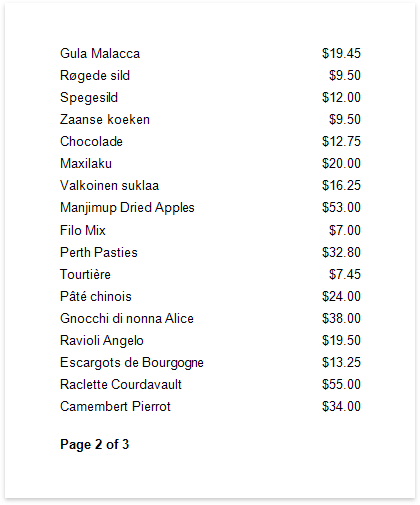 Gula Malacca $19.45
Røgede sild $9.50
Spegesild $12.00
Zaanse koeken $9.50
Chocolade $12.75
Maxilaku $20.00
Valkoinen suklaa $16.25
Manjimup Dried Apples $53.00
Filo Mix $7.00
Perth Pasties $32.80
Tourtière $7.45
Pâté chinois $24.00
Gnocchi di nonna Alice $38.00
Ravioli Angelo $19.50
Escargots de Bourgogne $13.25
Raclette Courdavault $55.00
Camembert Pierrot $34.00
Page 2 of 3